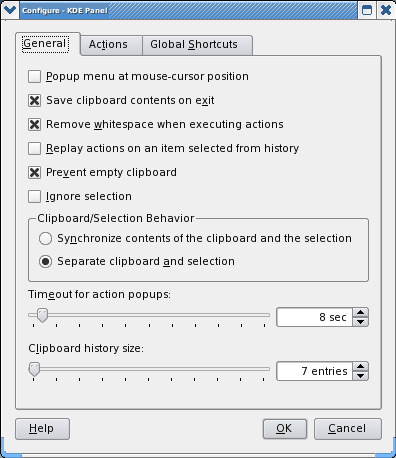 Configure - KDE Panel
General Actions Global Shortcuts
Popup menu at mouse-cursor position
Save clipboard contents on exit
Remove whitespace when executing actions
Replay actions on an item selected from history
Prevent empty clipboard
Ignore selection
Clipboard/Selection Behavior
Synchronize contents of the clipboard and the selection
Separate clipboard and selection
Timeout for action popups:
8 sec
Clipboard history size:
7 entries
Help OK Cancel